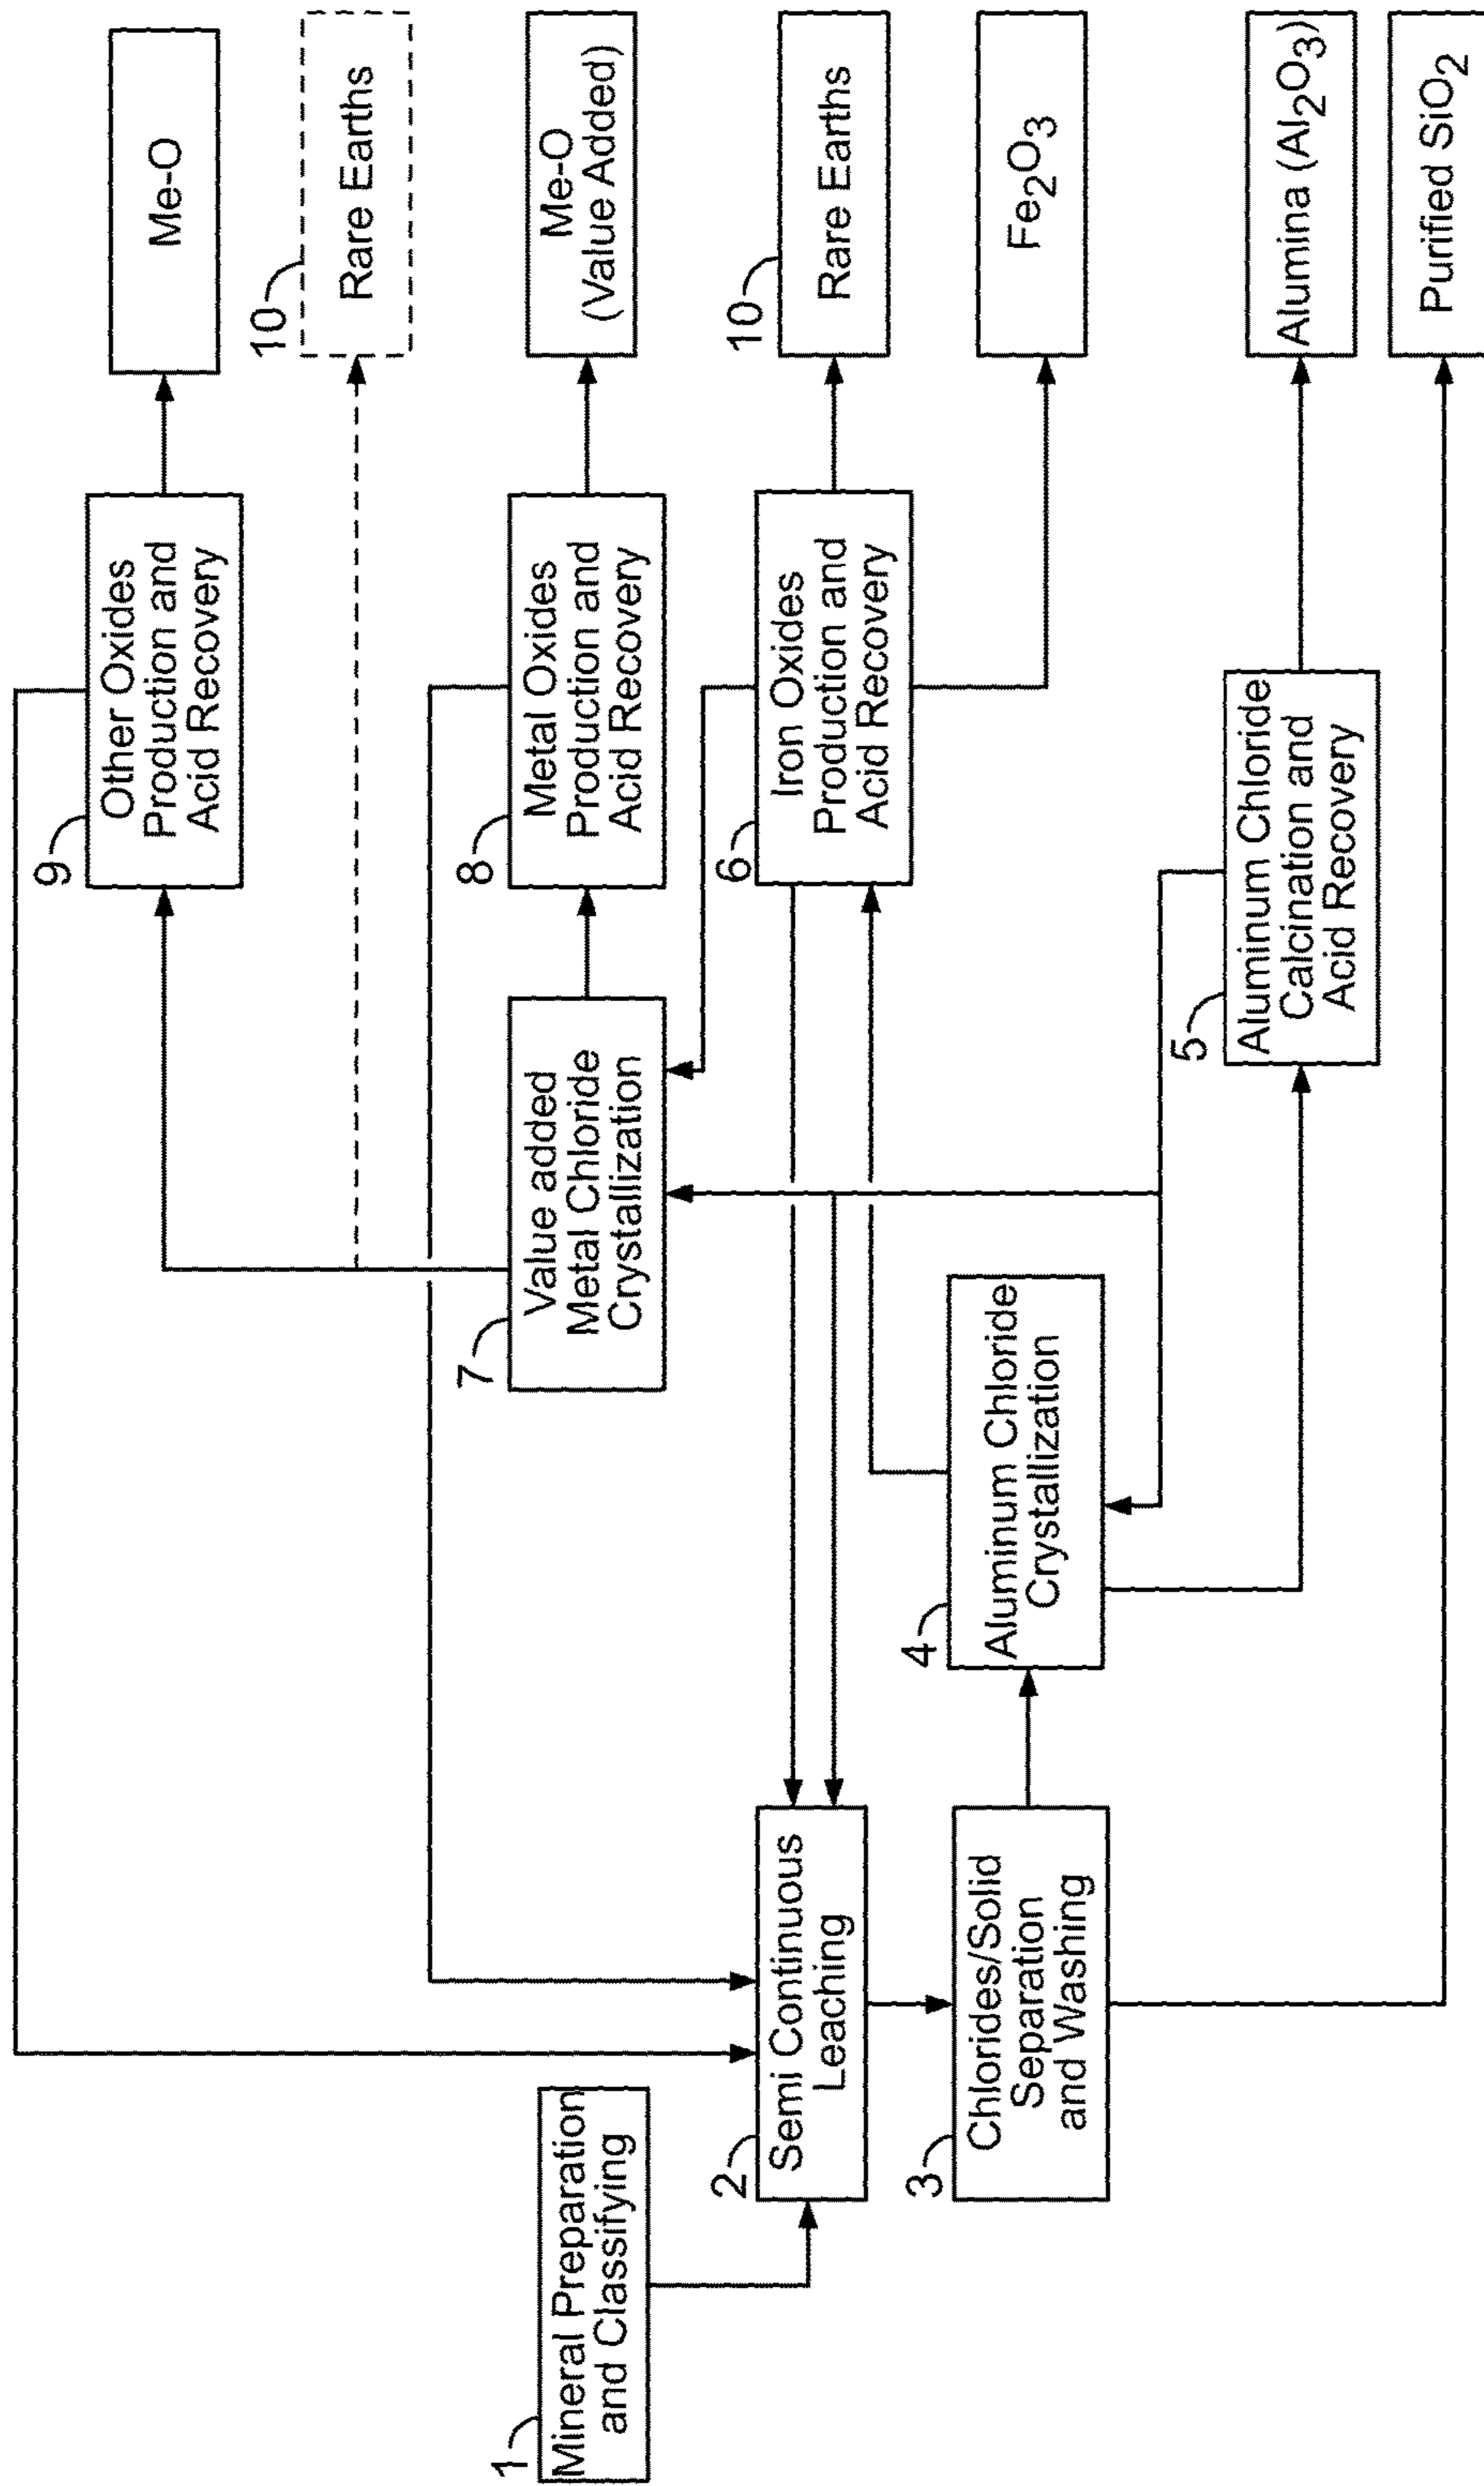 1
Mineral Preparation
and Classifying
2
Semi Continuous
Leaching
3
Chlorides/Solid
Separation
and Washing
4
Aluminum Chloride
Crystallization
5
Aluminum Chloride
Calcination and
Acid Recovery
6
Iron Oxides
Production and
Acid Recovery
7
Value added
Metal Chloride
Crystallization
8
Metal Oxides
Production and
Acid Recovery
9
Other Oxides
Production and
Acid Recovery
Me-O
10
Rare Earths
Me-O
(Value Added)
10
Rare Earths
Fe2O3
Alumina (Al2O3)
Purified SiO2